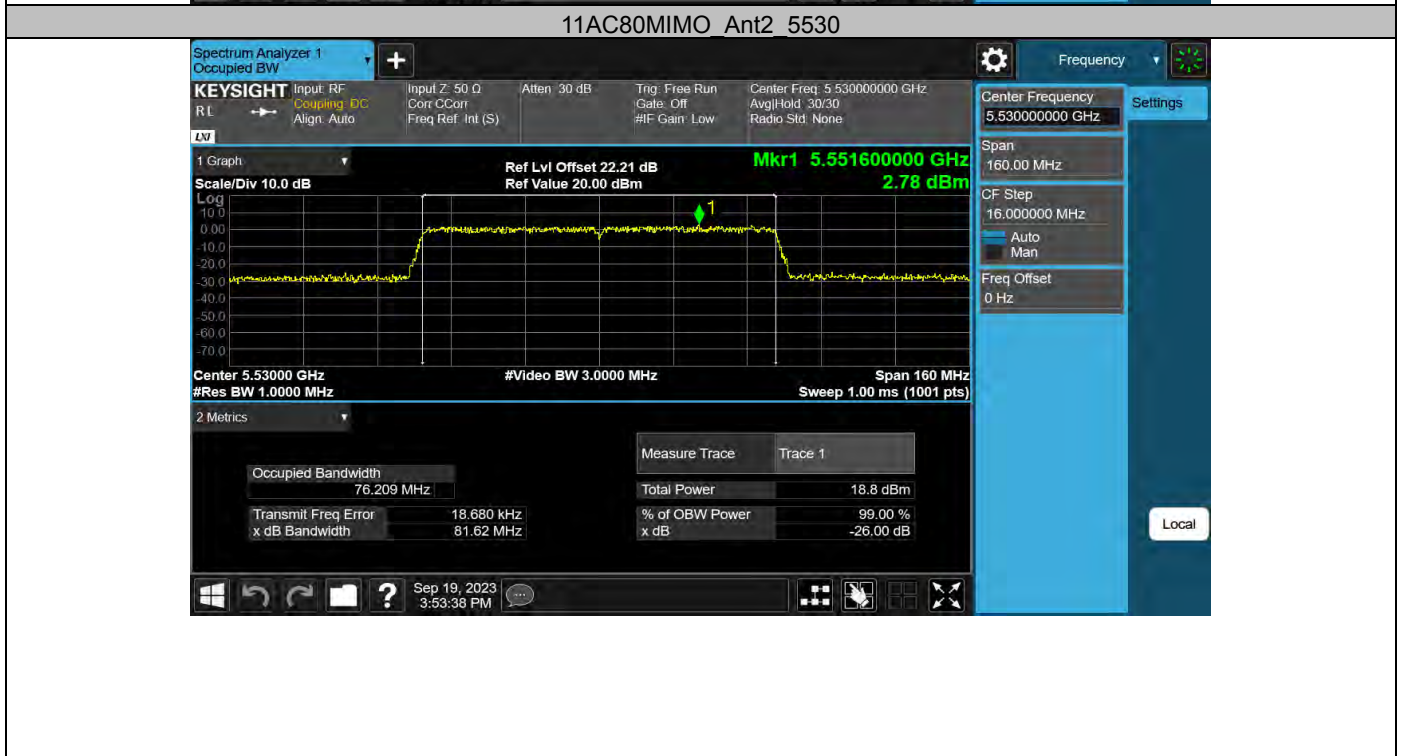 11AC80MIMO_Ant2_5530
Spectrum Analyzer 1
Occupied BW
+
Frequency
KEYSIGHT
Input: RF
Input Z: 50 Ω
Atten: 30 dB
Trig: Free Run
Center Freq: 5.530000000 GHz
RL
Coupling: DC
Corr CCorr
Gate: Off
Avg|Hold: 30/30
Align: Auto
Freq Ref: Int (S)
#IF Gain: Low
Radio Std: None
LXI
Center Frequency
5.530000000 GHz
Settings
Span
160.00 MHz
CF Step
16.000000 MHz
Auto
Man
Freq Offset
0 Hz
Local
1 Graph
Ref Lvl Offset 22.21 dB
Mkr1 5.551600000 GHz
Scale/Div 10.0 dB
Ref Value 20.00 dBm
2.78 dBm
Log
10.0
0.00
-10.0
-20.0
-30.0
-40.0
-50.0
-60.0
-70.0
1
Center 5.53000 GHz
#Video BW 3.0000 MHz
Span 160 MHz
#Res BW 1.0000 MHz
Sweep 1.00 ms (1001 pts)
2 Metrics
Measure Trace
Trace 1
Occupied Bandwidth
76.209 MHz
Total Power
18.8 dBm
Transmit Freq Error
18.680 kHz
% of OBW Power
99.00 %
x dB Bandwidth
81.62 MHz
x dB
-26.00 dB
?
Sep 19, 2023
3:53:38 PM